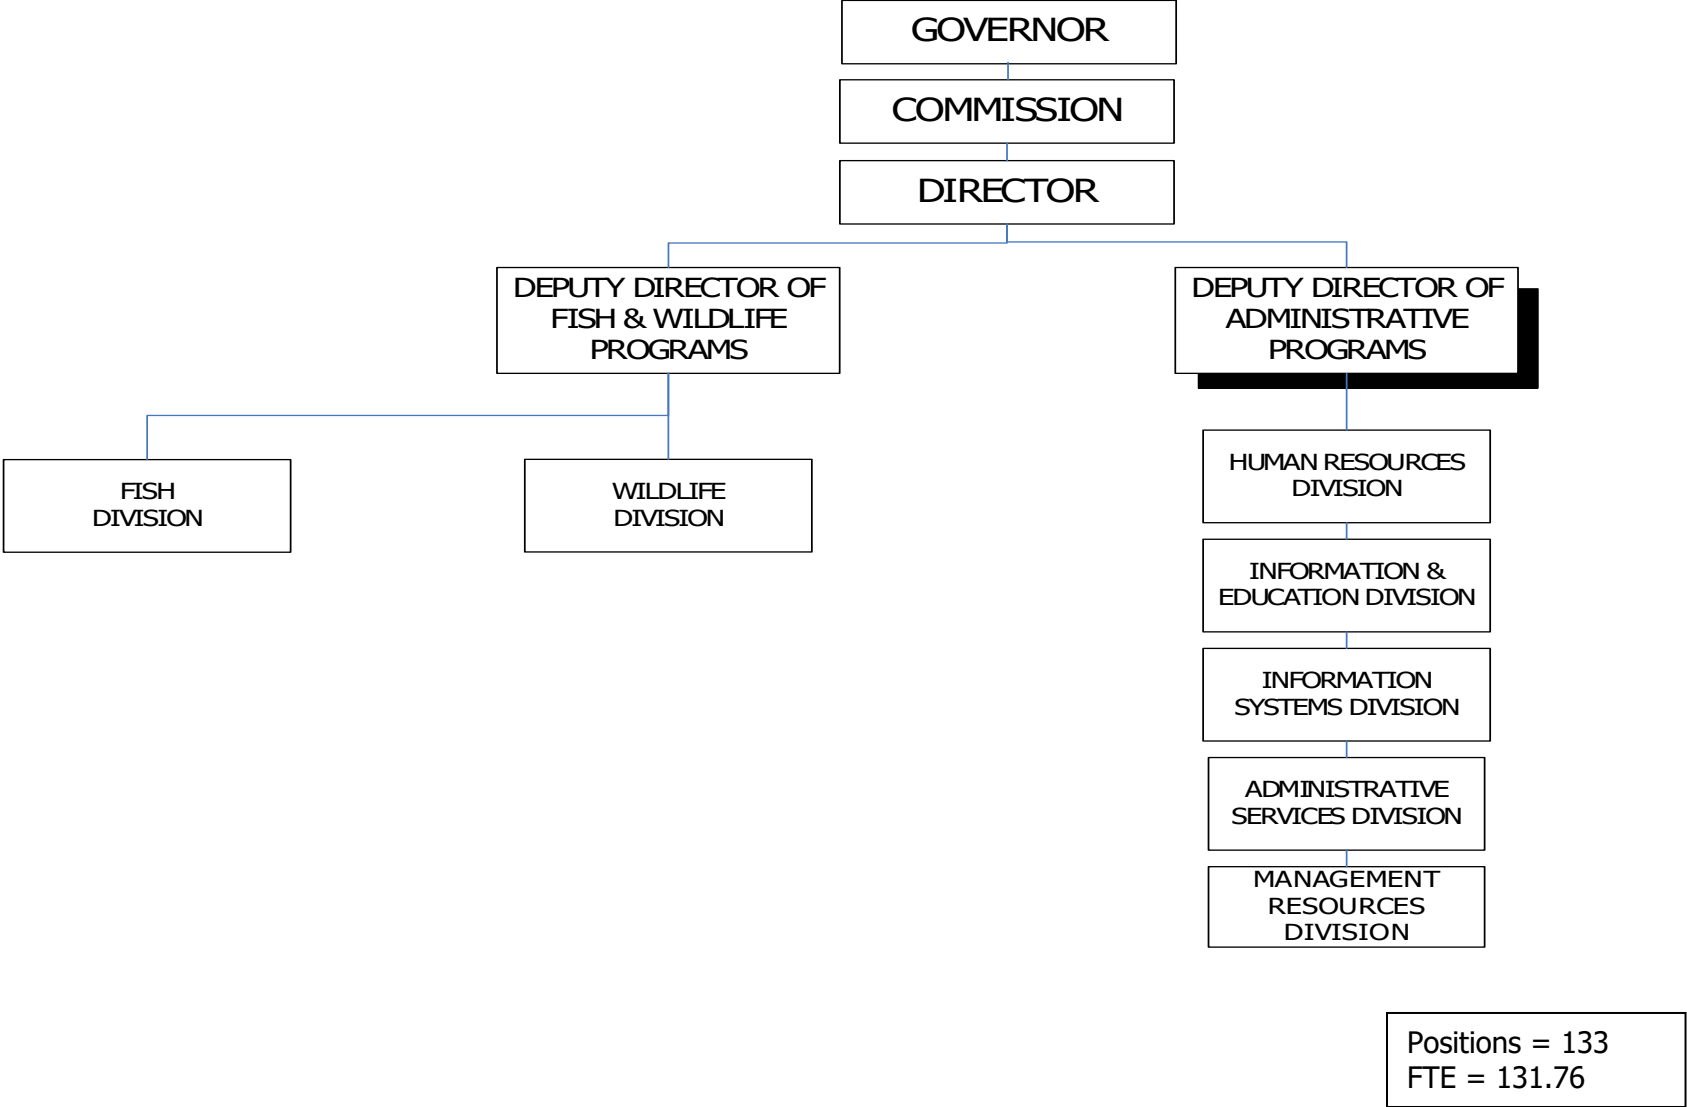 GOVERNOR
COMMISSION
DIRECTOR
DEPUTY DIRECTOR OF
FISH & WILDLIFE
PROGRAMS
DEPUTY DIRECTOR OF
ADMINISTRATIVE
PROGRAMS
FISH
DIVISION
WILDLIFE
DIVISION
HUMAN RESOURCES
DIVISION
INFORMATION &
EDUCATION DIVISION
INFORMATION
SYSTEMS DIVISION
ADMINISTRATIVE
SERVICES DIVISION
MANAGEMENT
RESOURCES
DIVISION
Positions = 133
FTE = 131.76